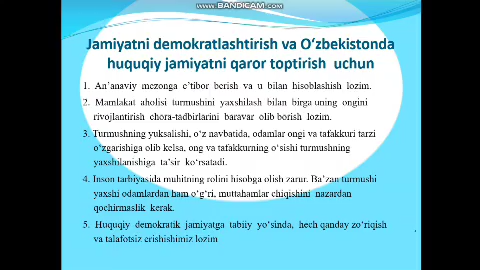 www.BANDICAM.com
Jamiyatni demokratlashtirish va O‘zbekistonda
huquqiy jamiyatni qaror toptirish uchun
1. An’anaviy mezonga e’tibor berish va u bilan hisoblashish lozim.
2. Mamlakat aholisi turmushini yaxshilash bilan birga uning ongini
rivojlantirish chora-tadbirlarini baravar olib borish lozim.
3. Turmushning yuksalishi, o‘z navbatida, odamlar ongi va tafakkuri tarzi
o‘zgarishiga olib kelsa, ong va tafakkurning o‘sishi turmushning
yaxshilanishiga ta’sir ko‘rsatadi.
4. Inson tarbiyasida muhitning rolini hisobga olish zarur. Ba’zan turmushi
yaxshi odamlardan ham o‘g‘ri, muttahamlar chiqishini nazardan
qochirmaslik kerak.
5. Huquqiy demokratik jamiyatga tabiiy yo‘sinda, hech qanday zo‘riqish
va talafotsiz erishishimiz lozim